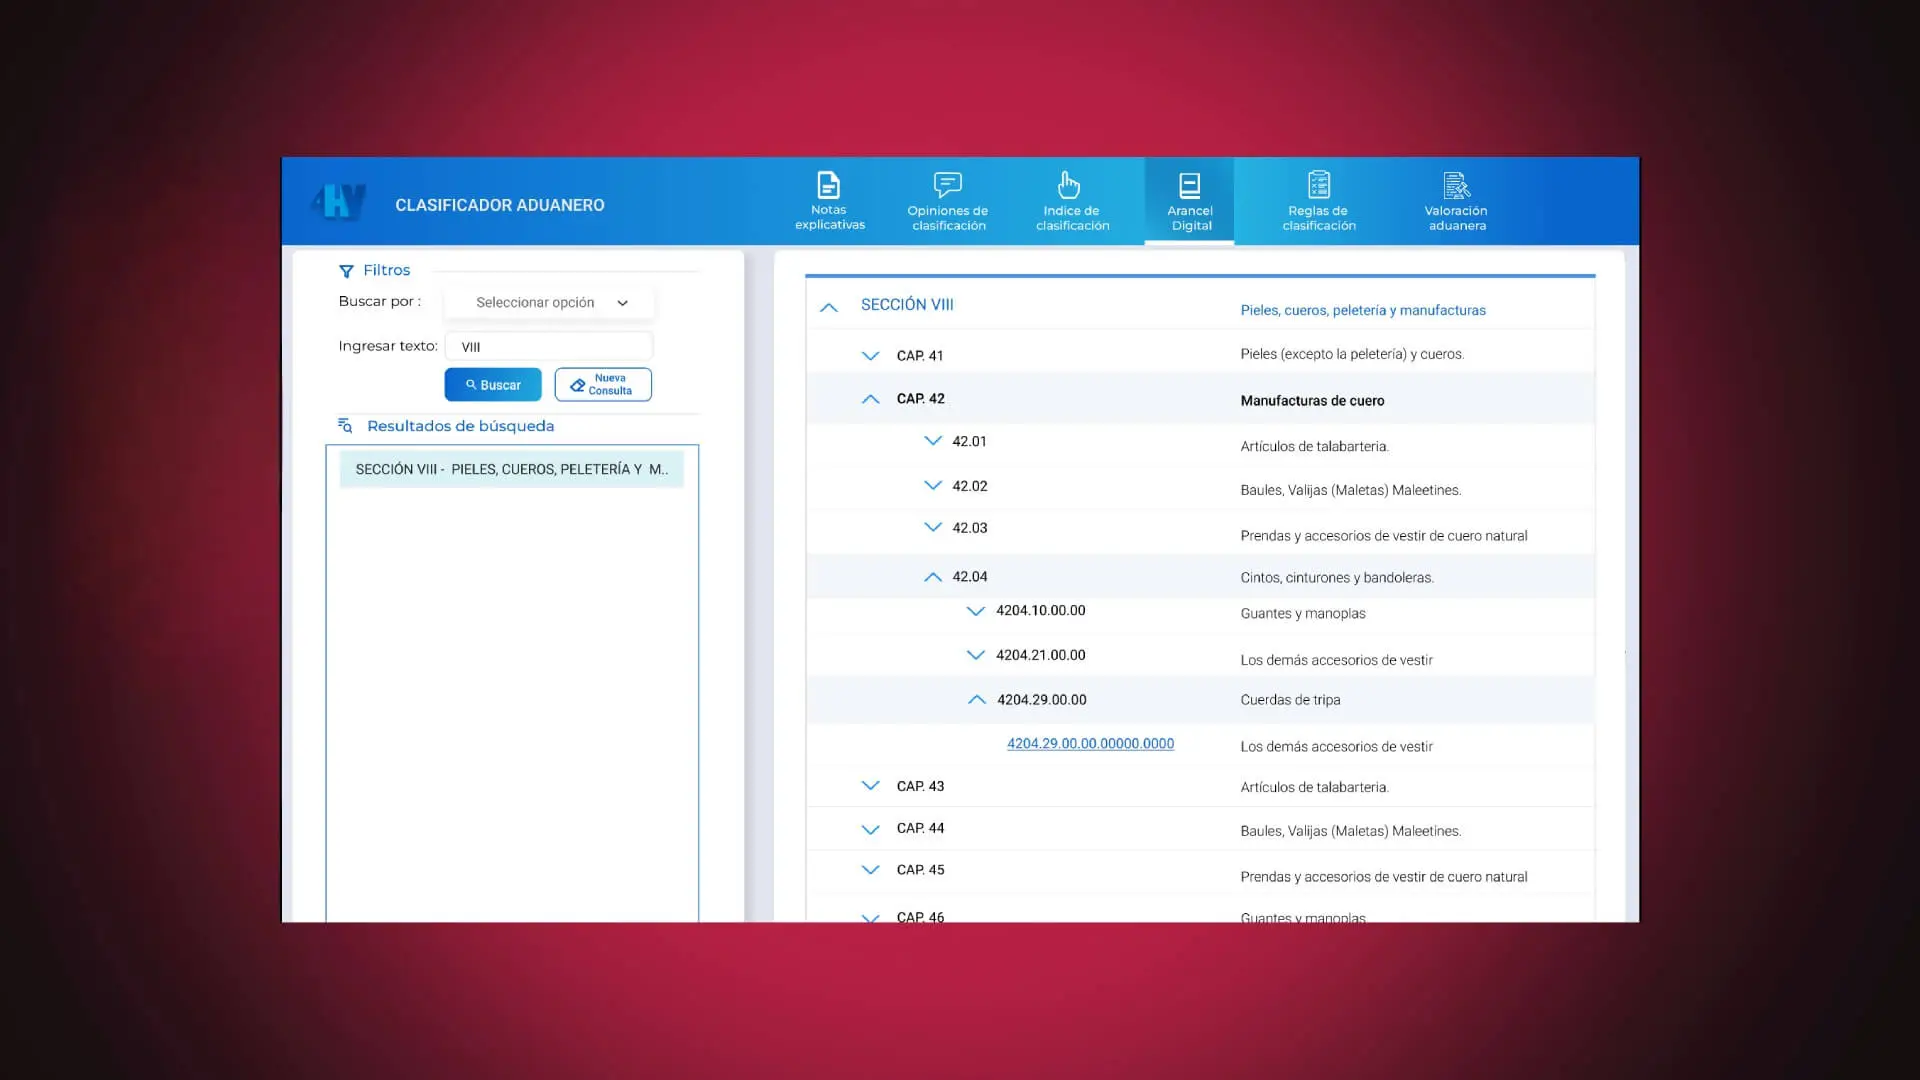 4HV
CLASIFICADOR ADUANERO
Notas
explicativas
Opiniones de
clasificación
Indice de
clasificación
Arancel
Digital
Reglas de
clasificación
Valoración
aduanera
Filtros
Buscar por :
Seleccionar opción
Ingresar texto:
VIII
Buscar
Nueva
Consulta
Resultados de búsqueda
SECCIÓN VIII - PIELES, CUEROS, PELETERÍA Y M..
SECCIÓN VIII Pieles, cueros, peletería y manufacturas
CAP. 41 Pieles (excepto la peletería) y cueros.
CAP. 42 Manufacturas de cuero
42.01 Artículos de talabarteria.
42.02 Baules, Valijas (Maletas) Maleetines.
42.03 Prendas y accesorios de vestir de cuero natural
42.04 Cintos, cinturones y bandoleras.
4204.10.00.00 Guantes y manoplas
4204.21.00.00 Los demás accesorios de vestir
4204.29.00.00 Cuerdas de tripa
4204.29.00.00.00000.0000 Los demás accesorios de vestir
CAP. 43 Artículos de talabarteria.
CAP. 44 Baules, Valijas (Maletas) Maleetines.
CAP. 45 Prendas y accesorios de vestir de cuero natural
CAP. 46 Guantes y manoplas